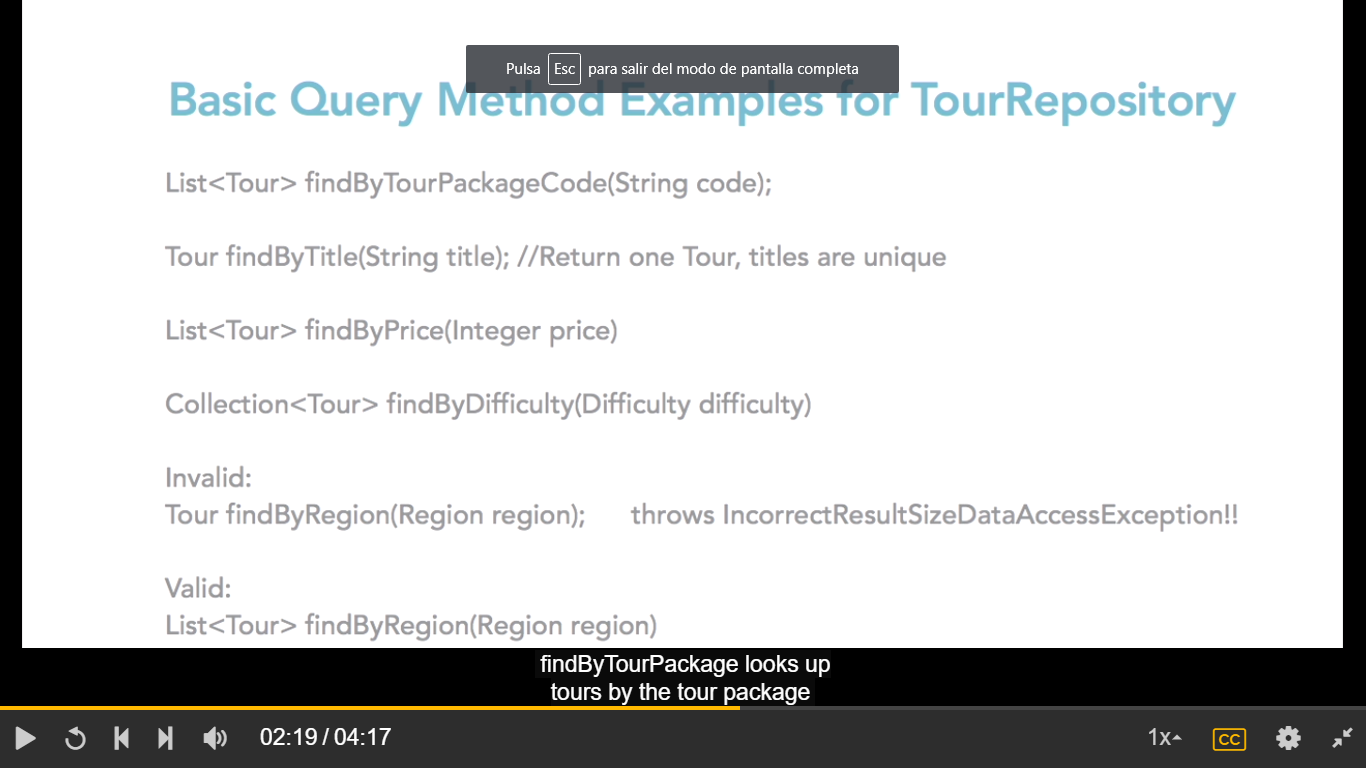 Pulsa Esc para salir del modo de pantalla completa
Basic Query Method Examples for TourRepository
List<Tour> findByTourPackageCode(String code);
Tour findByTitle(String title); //Return one Tour, titles are unique
List<Tour> findByPrice(Integer price)
Collection<Tour> findByDifficulty(Difficulty difficulty)
Invalid:
Tour findByRegion(Region region); throws IncorrectResultSizeDataAccessException!!
Valid:
List<Tour> findByRegion(Region region)
findByTourPackage looks up
tours by the tour package
02:19 / 04:17
1x
CC